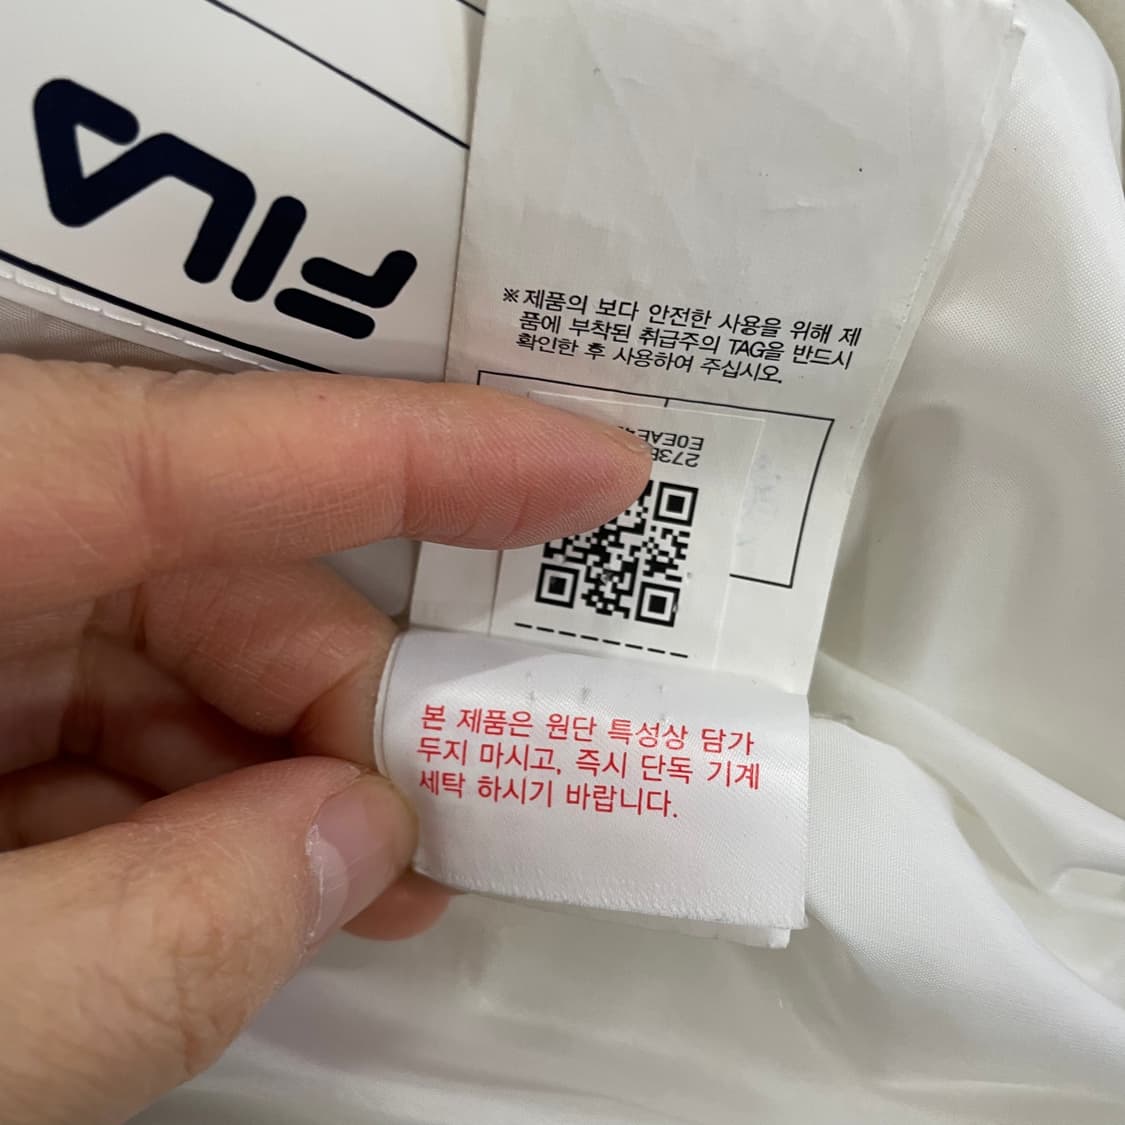 FILA
※ 제품의 보다 안전한 사용을 위해 제
품에 부착된 취급주의 TAG을 반드시
확인한 후 사용하여 주십시오.
본 제품은 원단 특성상 담가
두지 마시고, 즉시 단독 기계
세탁 하시기 바랍니다.